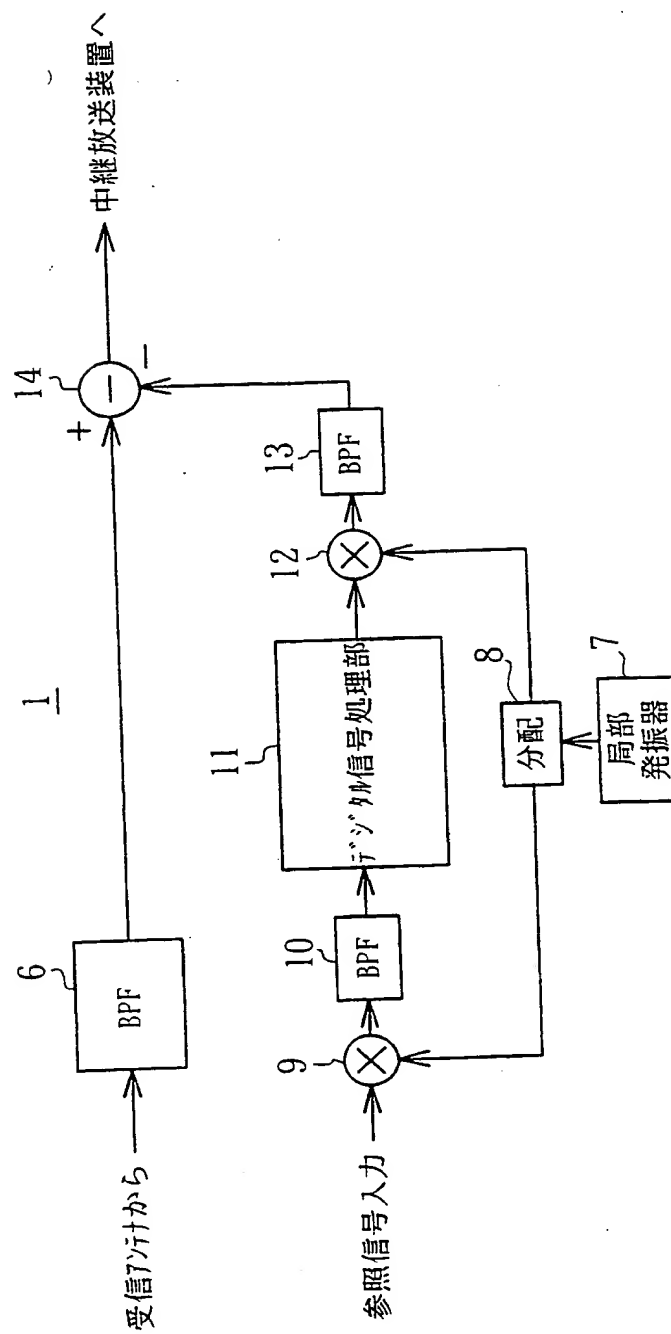 1
受信ｱﾝﾃﾅから
6
BPF
14
+
−
−
中継放送装置へ
参照信号入力
9
10
BPF
11
ﾃﾞｼﾞﾀﾙ信号処理部
12
13
BPF
8
分配
7
局部
発振器